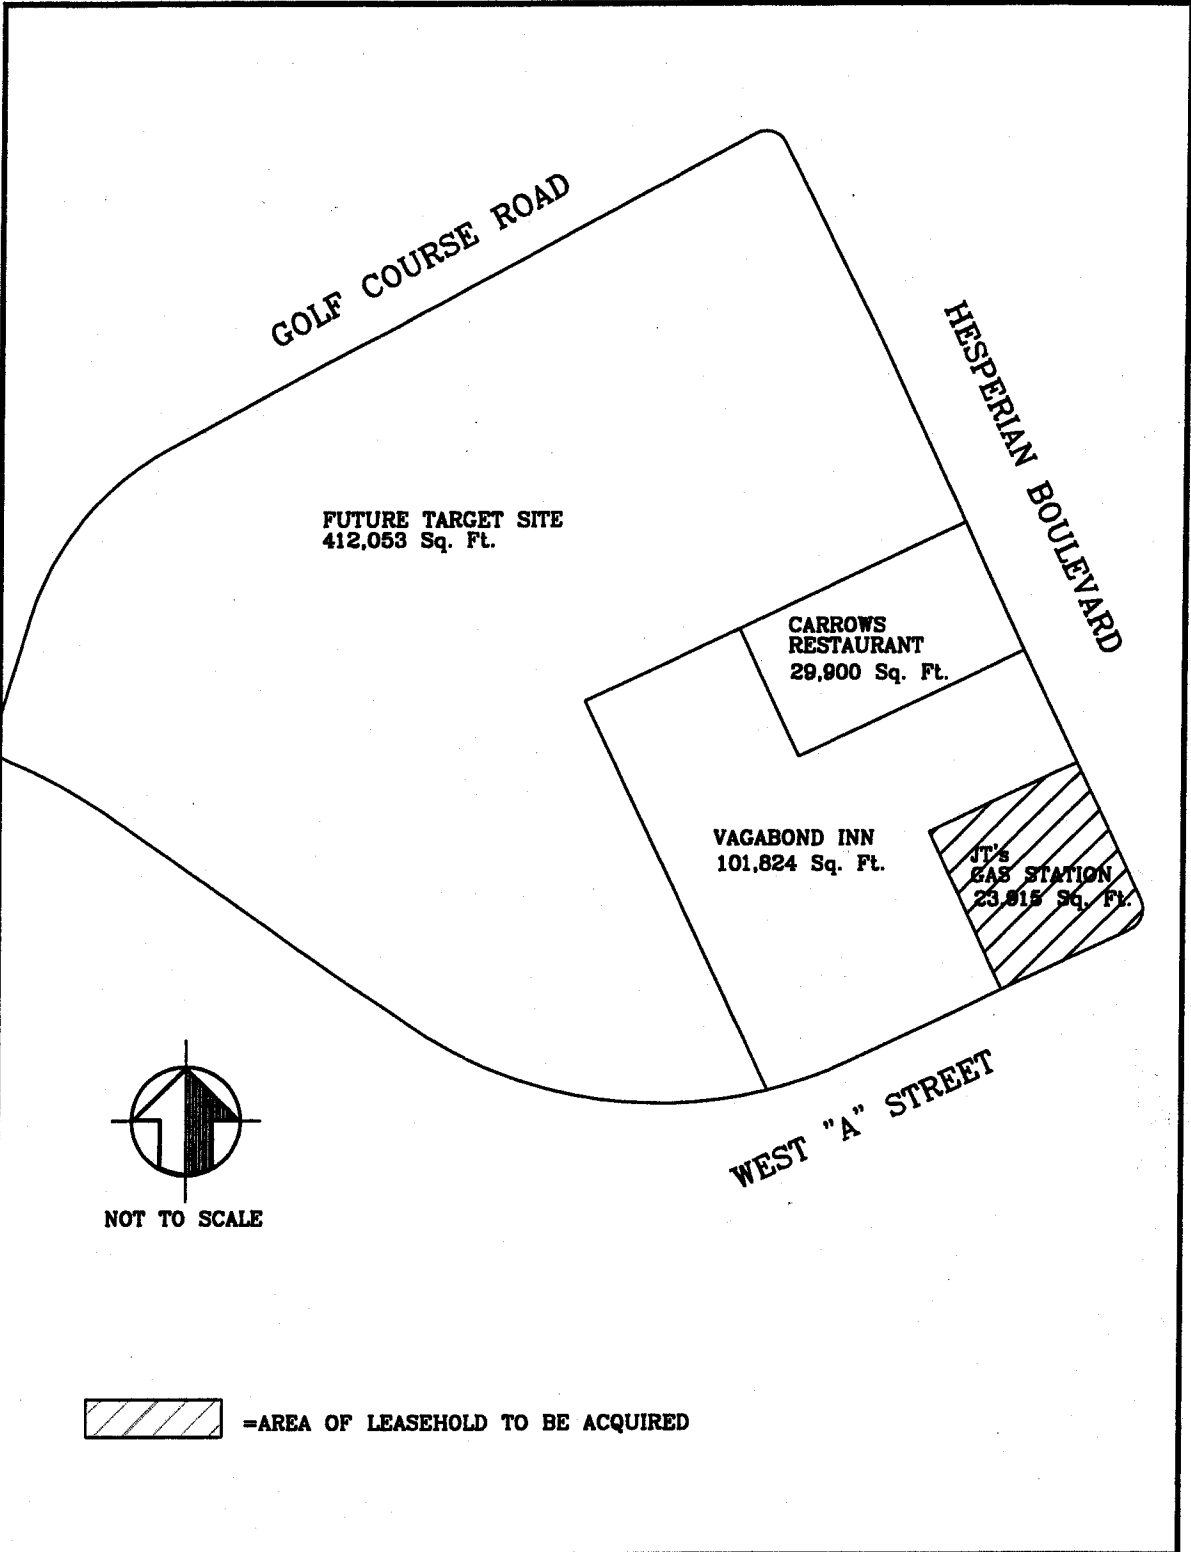 GOLF COURSE ROAD
HESPERIAN BOULEVARD
FUTURE TARGET SITE
412,053 Sq. Ft.
CARROWS
RESTAURANT
29,900 Sq. Ft.
VAGABOND INN
101,824 Sq. Ft.
JT's
GAS STATION
23,915 Sq. Ft.
WEST "A" STREET
NOT TO SCALE
=AREA OF LEASEHOLD TO BE ACQUIRED